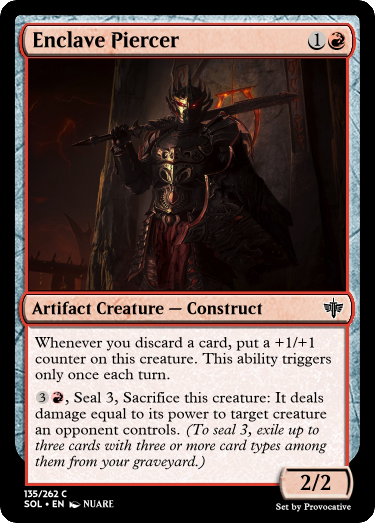 Enclave Piercer 1
Artifact Creature — Construct
Whenever you discard a card, put a +1/+1
counter on this creature. This ability triggers
only once each turn.
3, Seal 3, Sacrifice this creature: It deals
damage equal to its power to target creature
an opponent controls. (To seal 3, exile up to
three cards with three or more card types among
them from your graveyard.)
2/2
135/262 C
SOL • EN NUARE
Set by Provocative